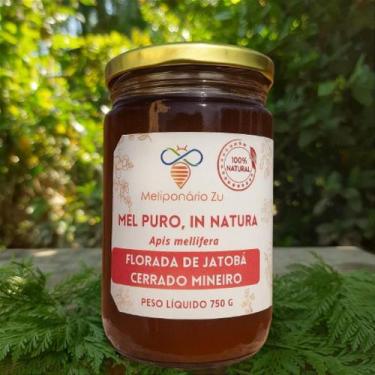 100%
NATURAL
Meliponário Zu
MEL PURO, IN NATURA
Apis mellifera
FLORADA DE JATOBÁ
CERRADO MINEIRO
PESO LÍQUIDO 750 G